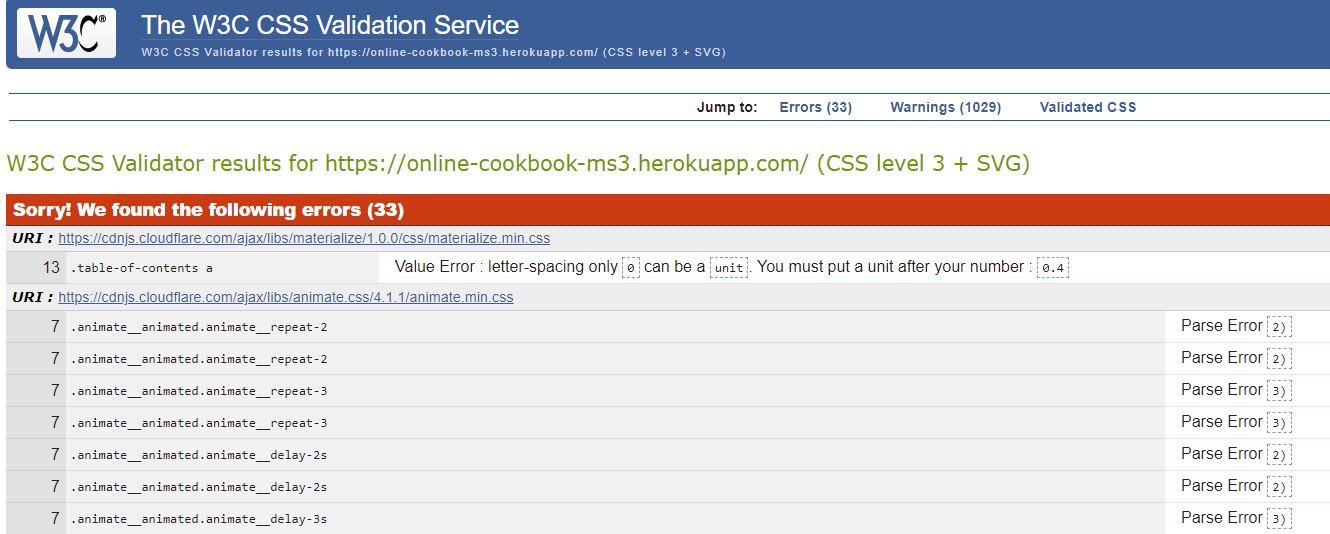 W3C®
The W3C CSS Validation Service
W3C CSS Validator results for https://online-cookbook-ms3.herokuapp.com/ (CSS level 3 + SVG)
Jump to: Errors (33) Warnings (1029) Validated CSS
W3C CSS Validator results for https://online-cookbook-ms3.herokuapp.com/ (CSS level 3 + SVG)
Sorry! We found the following errors (33)
URI : https://cdnjs.cloudflare.com/ajax/libs/materialize/1.0.0/css/materialize.min.css
13 .table-of-contents a Value Error : letter-spacing only 0 can be a unit. You must put a unit after your number : 0.4
URI : https://cdnjs.cloudflare.com/ajax/libs/animate.css/4.1.1/animate.min.css
7 .animate__animated.animate__repeat-2 Parse Error 2)
7 .animate__animated.animate__repeat-2 Parse Error 2)
7 .animate__animated.animate__repeat-3 Parse Error 3)
7 .animate__animated.animate__repeat-3 Parse Error 3)
7 .animate__animated.animate__delay-2s Parse Error 2)
7 .animate__animated.animate__delay-2s Parse Error 2)
7 .animate__animated.animate__delay-3s Parse Error 3)